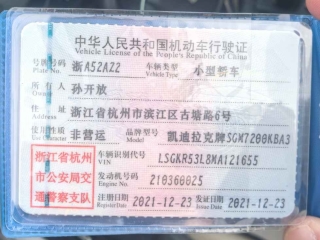 中华人民共和国机动车行驶证
Vehicle License of the People's Republic of China
号牌号码 浙A52AZ2 车辆类型 小型轿车
Plate No. Vehicle Type
所有人 孙开放
Owner
住址 浙江省杭州市滨江区古塘路6号
Address
使用性质 非营运 品牌型号 凯迪拉克牌SGM7200KBA3
浙江省杭州市公安局交通警察支队
车辆识别代号 LSGKR53L8MA121655
VIN
发动机号码 210360025
Engine No.
注册日期 2021-12-23 发证日期 2021-12-23
Register Date Issue Date